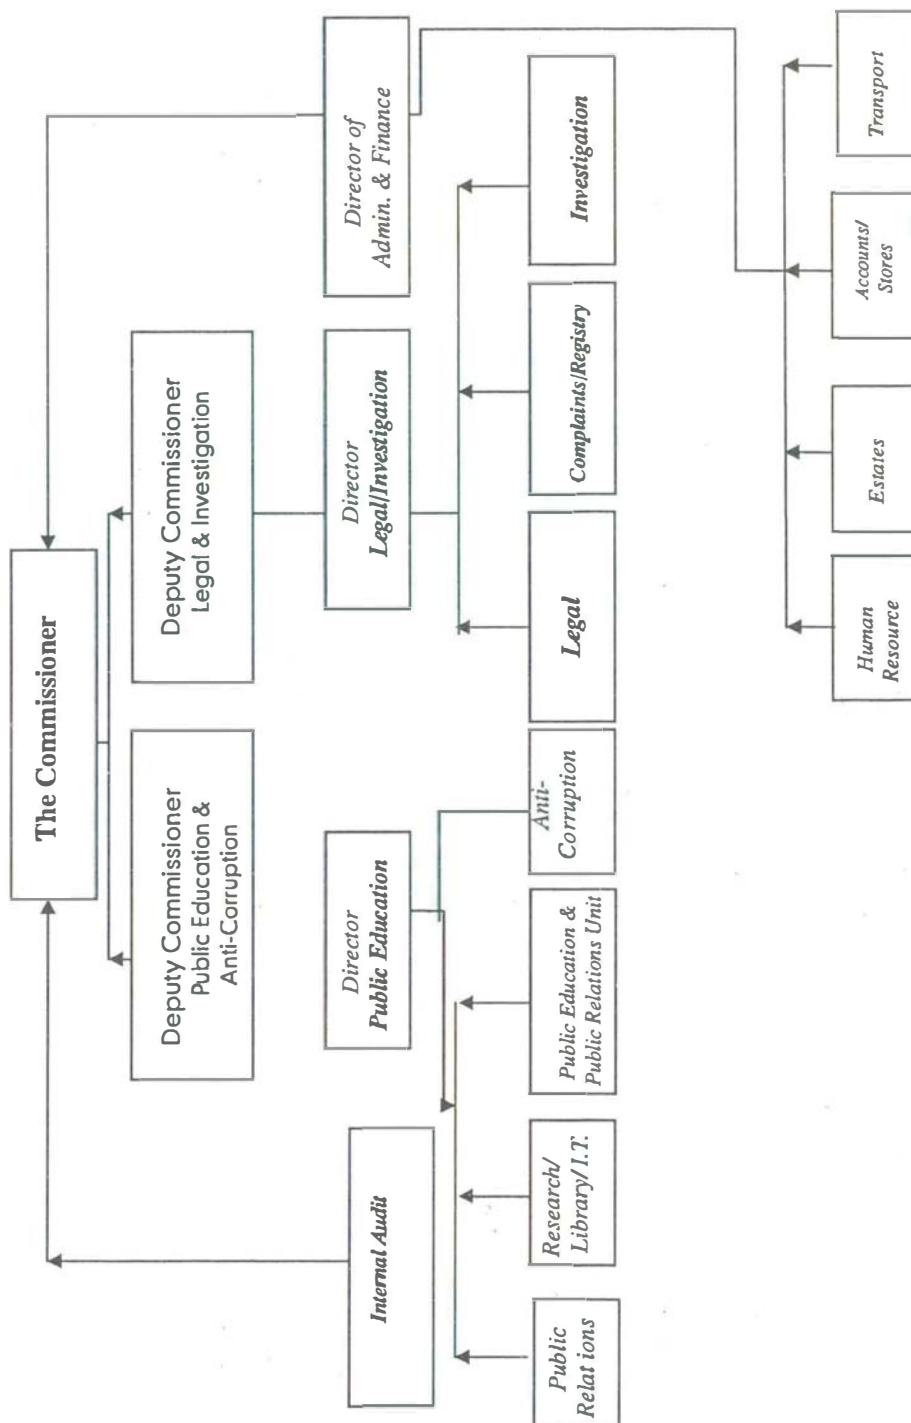 The Commissioner
Deputy Commissioner
Public Education &
Anti-Corruption
Deputy Commissioner
Legal & Investigation
Internal Audit
Director
Public Education
Director
Legal/Investigation
Director of
Admin. & Finance
Public
Relat ions
Research/
Library/ I.T.
Public Education &
Public Relations Unit
Anti-
Corruption
Legal
Complaints/Registry
Investigation
Human
Resource
Estates
Accounts/
Stores
Transport